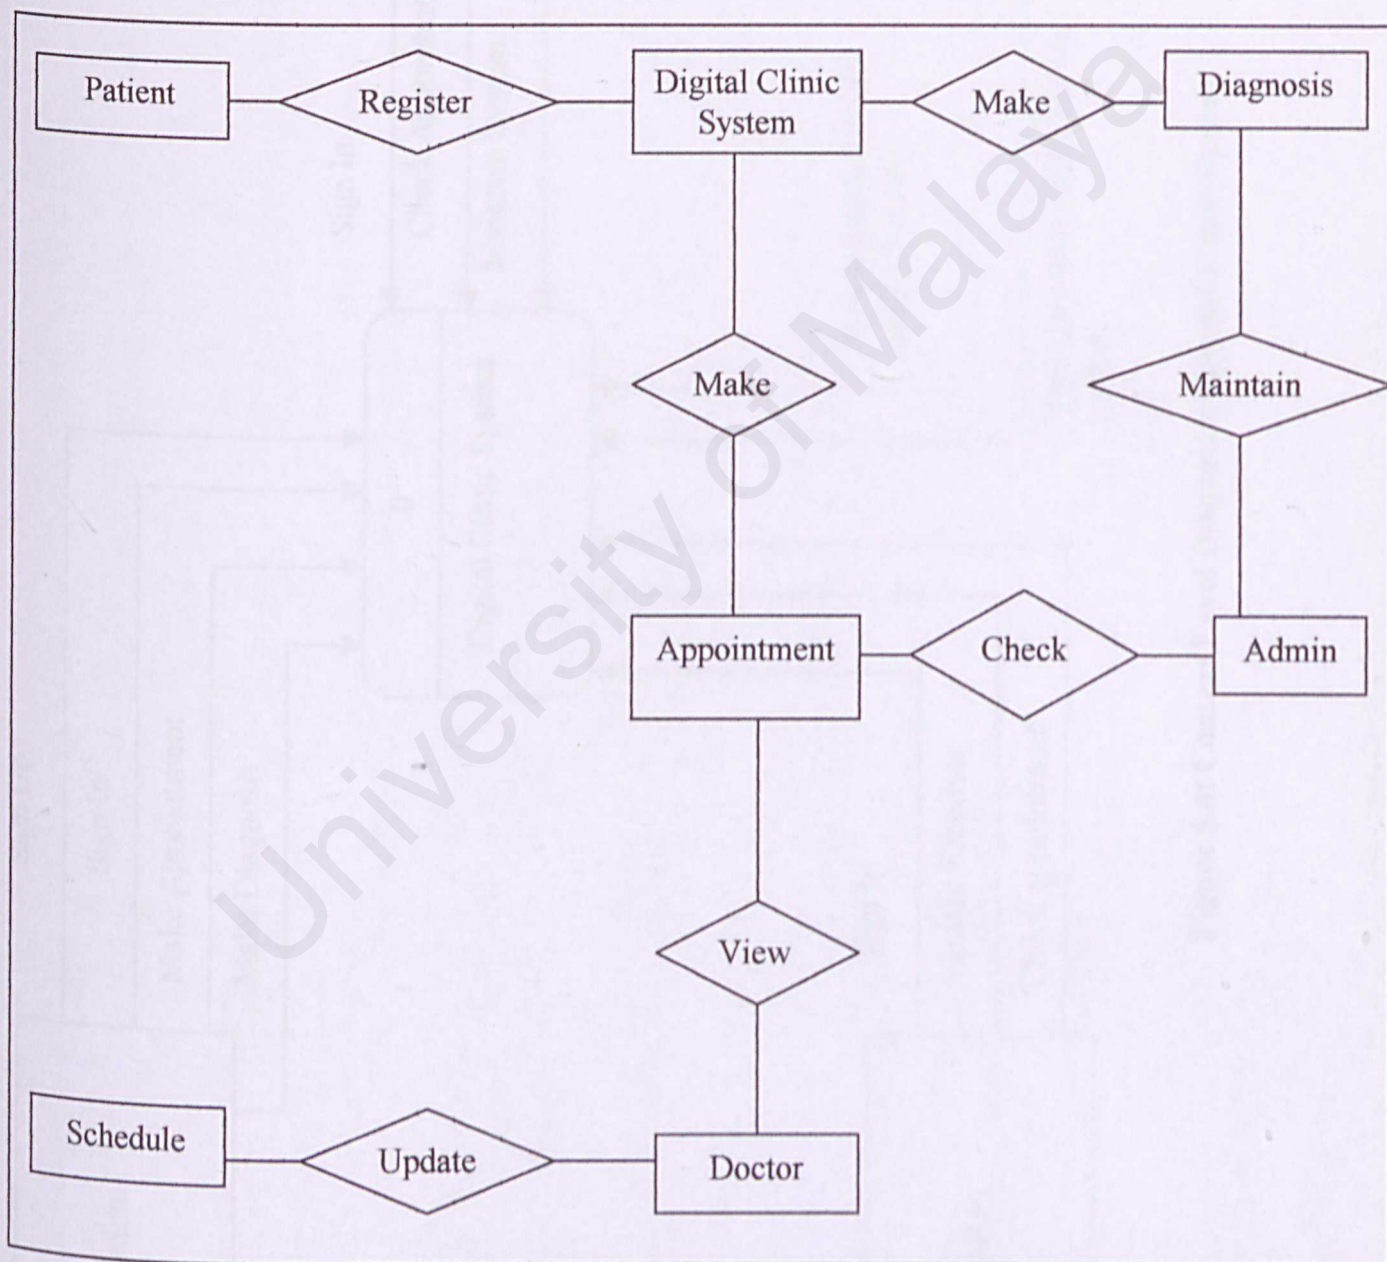 Patient
Register
Digital Clinic
System
Make
Diagnosis
Make
Maintain
Appointment
Check
Admin
View
Schedule
Update
Doctor
University of Malaya